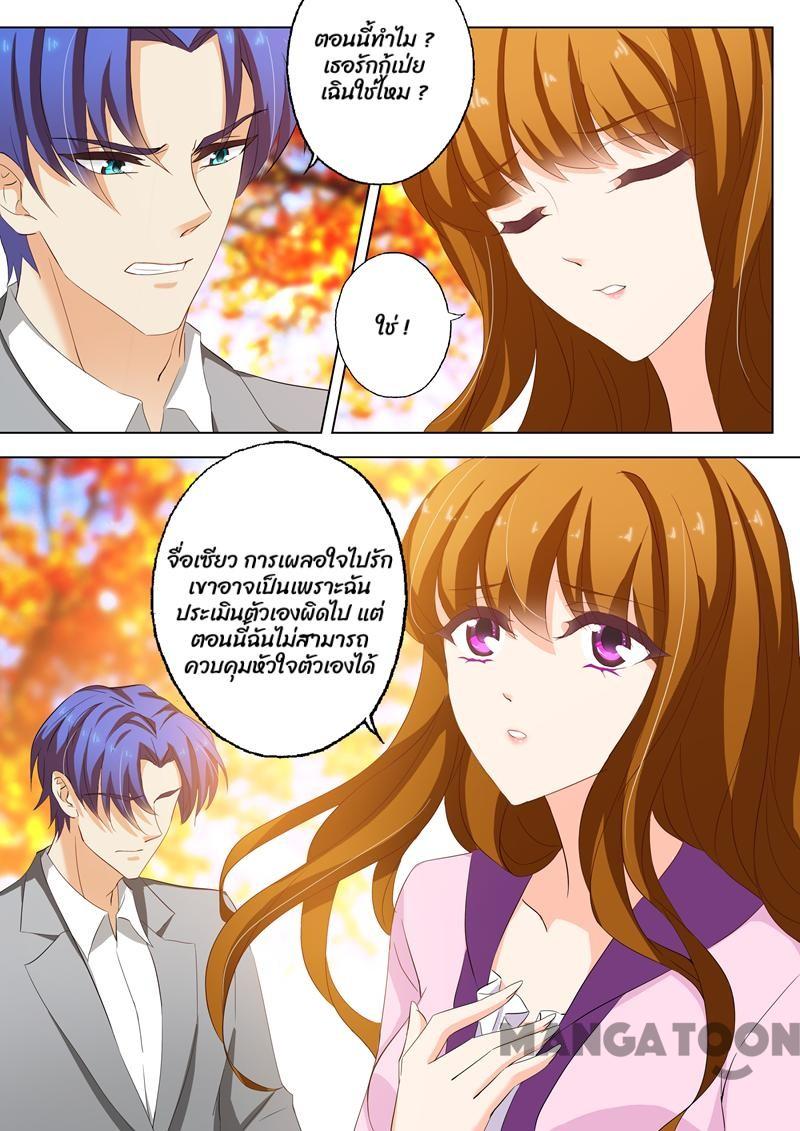 ตอนนี้ทำไม ?
เธอรักกู้เป่ย
เฉินใช่ไหม ?
ใช่ !
จื่อเซียว การเผลอใจไปรัก
เขาอาจเป็นเพราะฉัน
ประเมินตัวเองผิดไป แต่
ตอนนี้ฉันไม่สามารถ
ควบคุมหัวใจตัวเองได้
MANGATOON